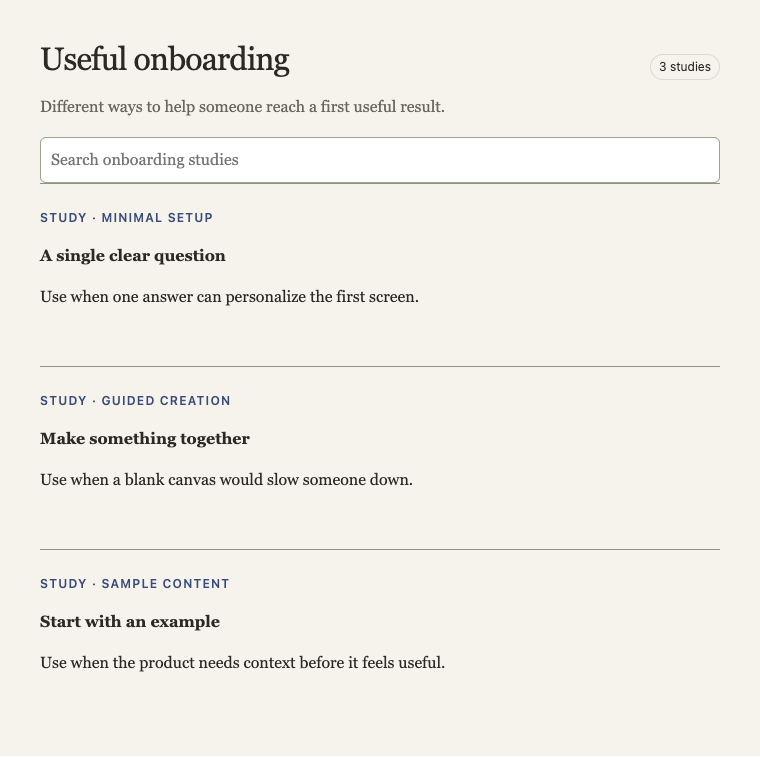 Useful onboarding
3 studies
Different ways to help someone reach a first useful result.
Search onboarding studies
STUDY · MINIMAL SETUP
A single clear question
Use when one answer can personalize the first screen.
STUDY · GUIDED CREATION
Make something together
Use when a blank canvas would slow someone down.
STUDY · SAMPLE CONTENT
Start with an example
Use when the product needs context before it feels useful.